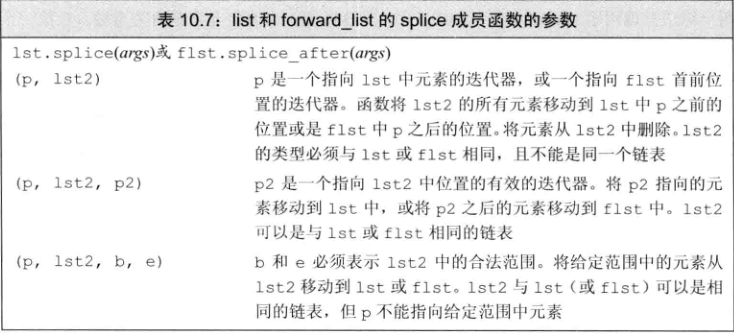 表 10.7：list 和 forward_list 的 splice 成员函数的参数
lst.splice(args)或 flst.splice_after(args)
(p, lst2) p 是一个指向 lst 中元素的迭代器，或一个指向 flst 首前位
置的迭代器。函数将 lst2 的所有元素移动到 lst 中 p 之前的
位置或是 flst 中 p 之后的位置。将元素从 lst2 中删除。lst2
的类型必须与 lst 或 flst 相同，且不能是同一个链表
(p, lst2, p2) p2 是一个指向 lst2 中位置的有效的迭代器。将 p2 指向的元
素移动到 lst 中，或将 p2 之后的元素移动到 flst 中。lst2
可以是与 lst 或 flst 相同的链表
(p, lst2, b, e) b 和 e 必须表示 lst2 中的合法范围。将给定范围中的元素从
lst2 移动到 lst 或 flst。lst2 与 lst（或 flst）可以是相
同的链表，但 p 不能指向给定范围中元素